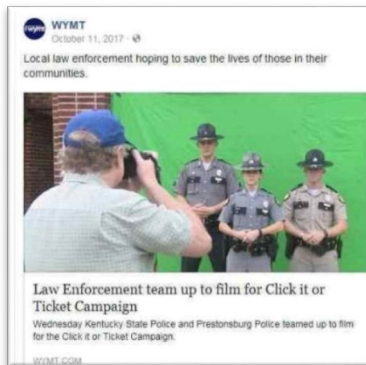 wymt
WYMT
October 11, 2017 ·
Local law enforcement hoping to save the lives of those in their
communities.
Law Enforcement team up to film for Click it or
Ticket Campaign
Wednesday Kentucky State Police and Prestonsburg Police teamed up to film
for the Click it or Ticket Campaign.
WYMT.COM